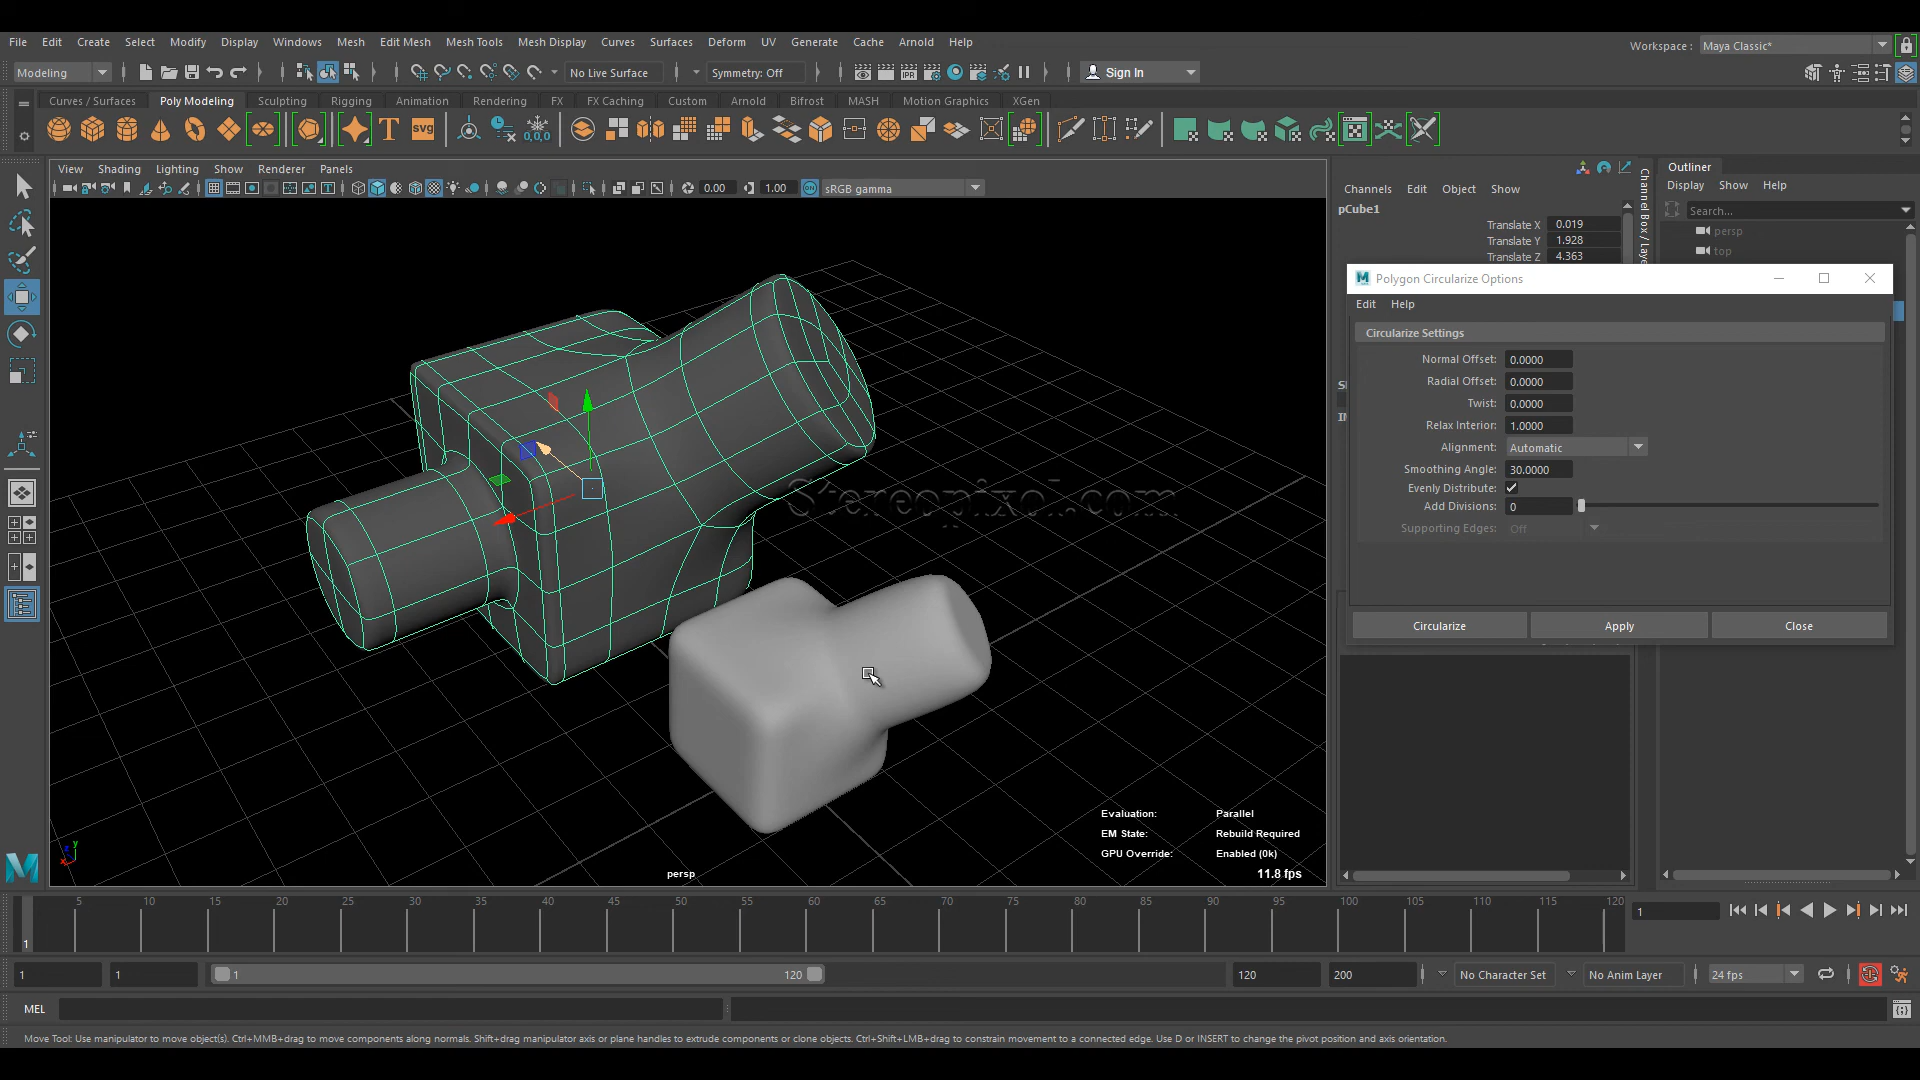 File Edit Create Select Modify Display Windows Mesh Edit Mesh Mesh Tools Mesh Display Curves Surfaces Deform UV Generate Cache Arnold Help
Workspace : Maya Classic*
Modeling No Live Surface Symmetry: Off Sign In
Curves / Surfaces Poly Modeling Sculpting Rigging Animation Rendering FX FX Caching Custom Arnold Bifrost MASH Motion Graphics XGen
T svg 0,0,0
View Shading Lighting Show Renderer Panels
0.00 1.00 sRGB gamma
Channels Edit Object Show
pCube1
Translate X 0.019
Translate Y 1.928
Translate Z 4.363
Channel Box / Laye
Outliner
Display Show Help
Search...
persp
top
Polygon Circularize Options
Edit Help
Circularize Settings
Normal Offset: 0.0000
Radial Offset: 0.0000
Twist: 0.0000
Relax Interior: 1.0000
Alignment: Automatic
Smoothing Angle: 30.0000
Evenly Distribute:
Add Divisions: 0
Supporting Edges: Off
Circularize Apply Close
Stereopixol.com
Evaluation: Parallel
EM State: Rebuild Required
GPU Override: Enabled (0k)
persp 11.8 fps
5 10 15 20 25 30 35 40 45 50 55 60 65 70 75 80 85 90 95 100 105 110 115 120
1 1
1 1 1 120 120 200 No Character Set No Anim Layer 24 fps
MEL
Move Tool: Use manipulator to move object(s). Ctrl+MMB+drag to move components along normals. Shift+drag manipulator axis or plane handles to extrude components or clone objects. Ctrl+Shift+LMB+drag to constrain movement to a connected edge. Use D or INSERT to change the pivot position and axis orientation.